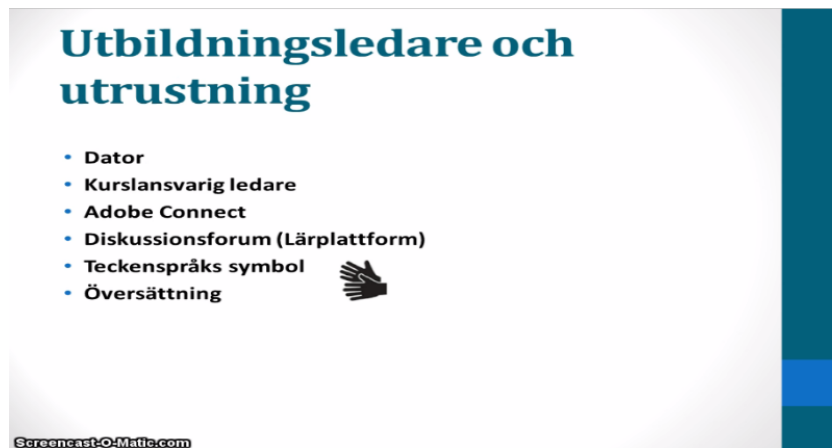 Utbildningsledare och
utrustning
• Dator
• Kurslansvarig ledare
• Adobe Connect
• Diskussionsforum (Lärplattform)
• Teckenspråks symbol
• Översättning
Screencast-O-Matic.com